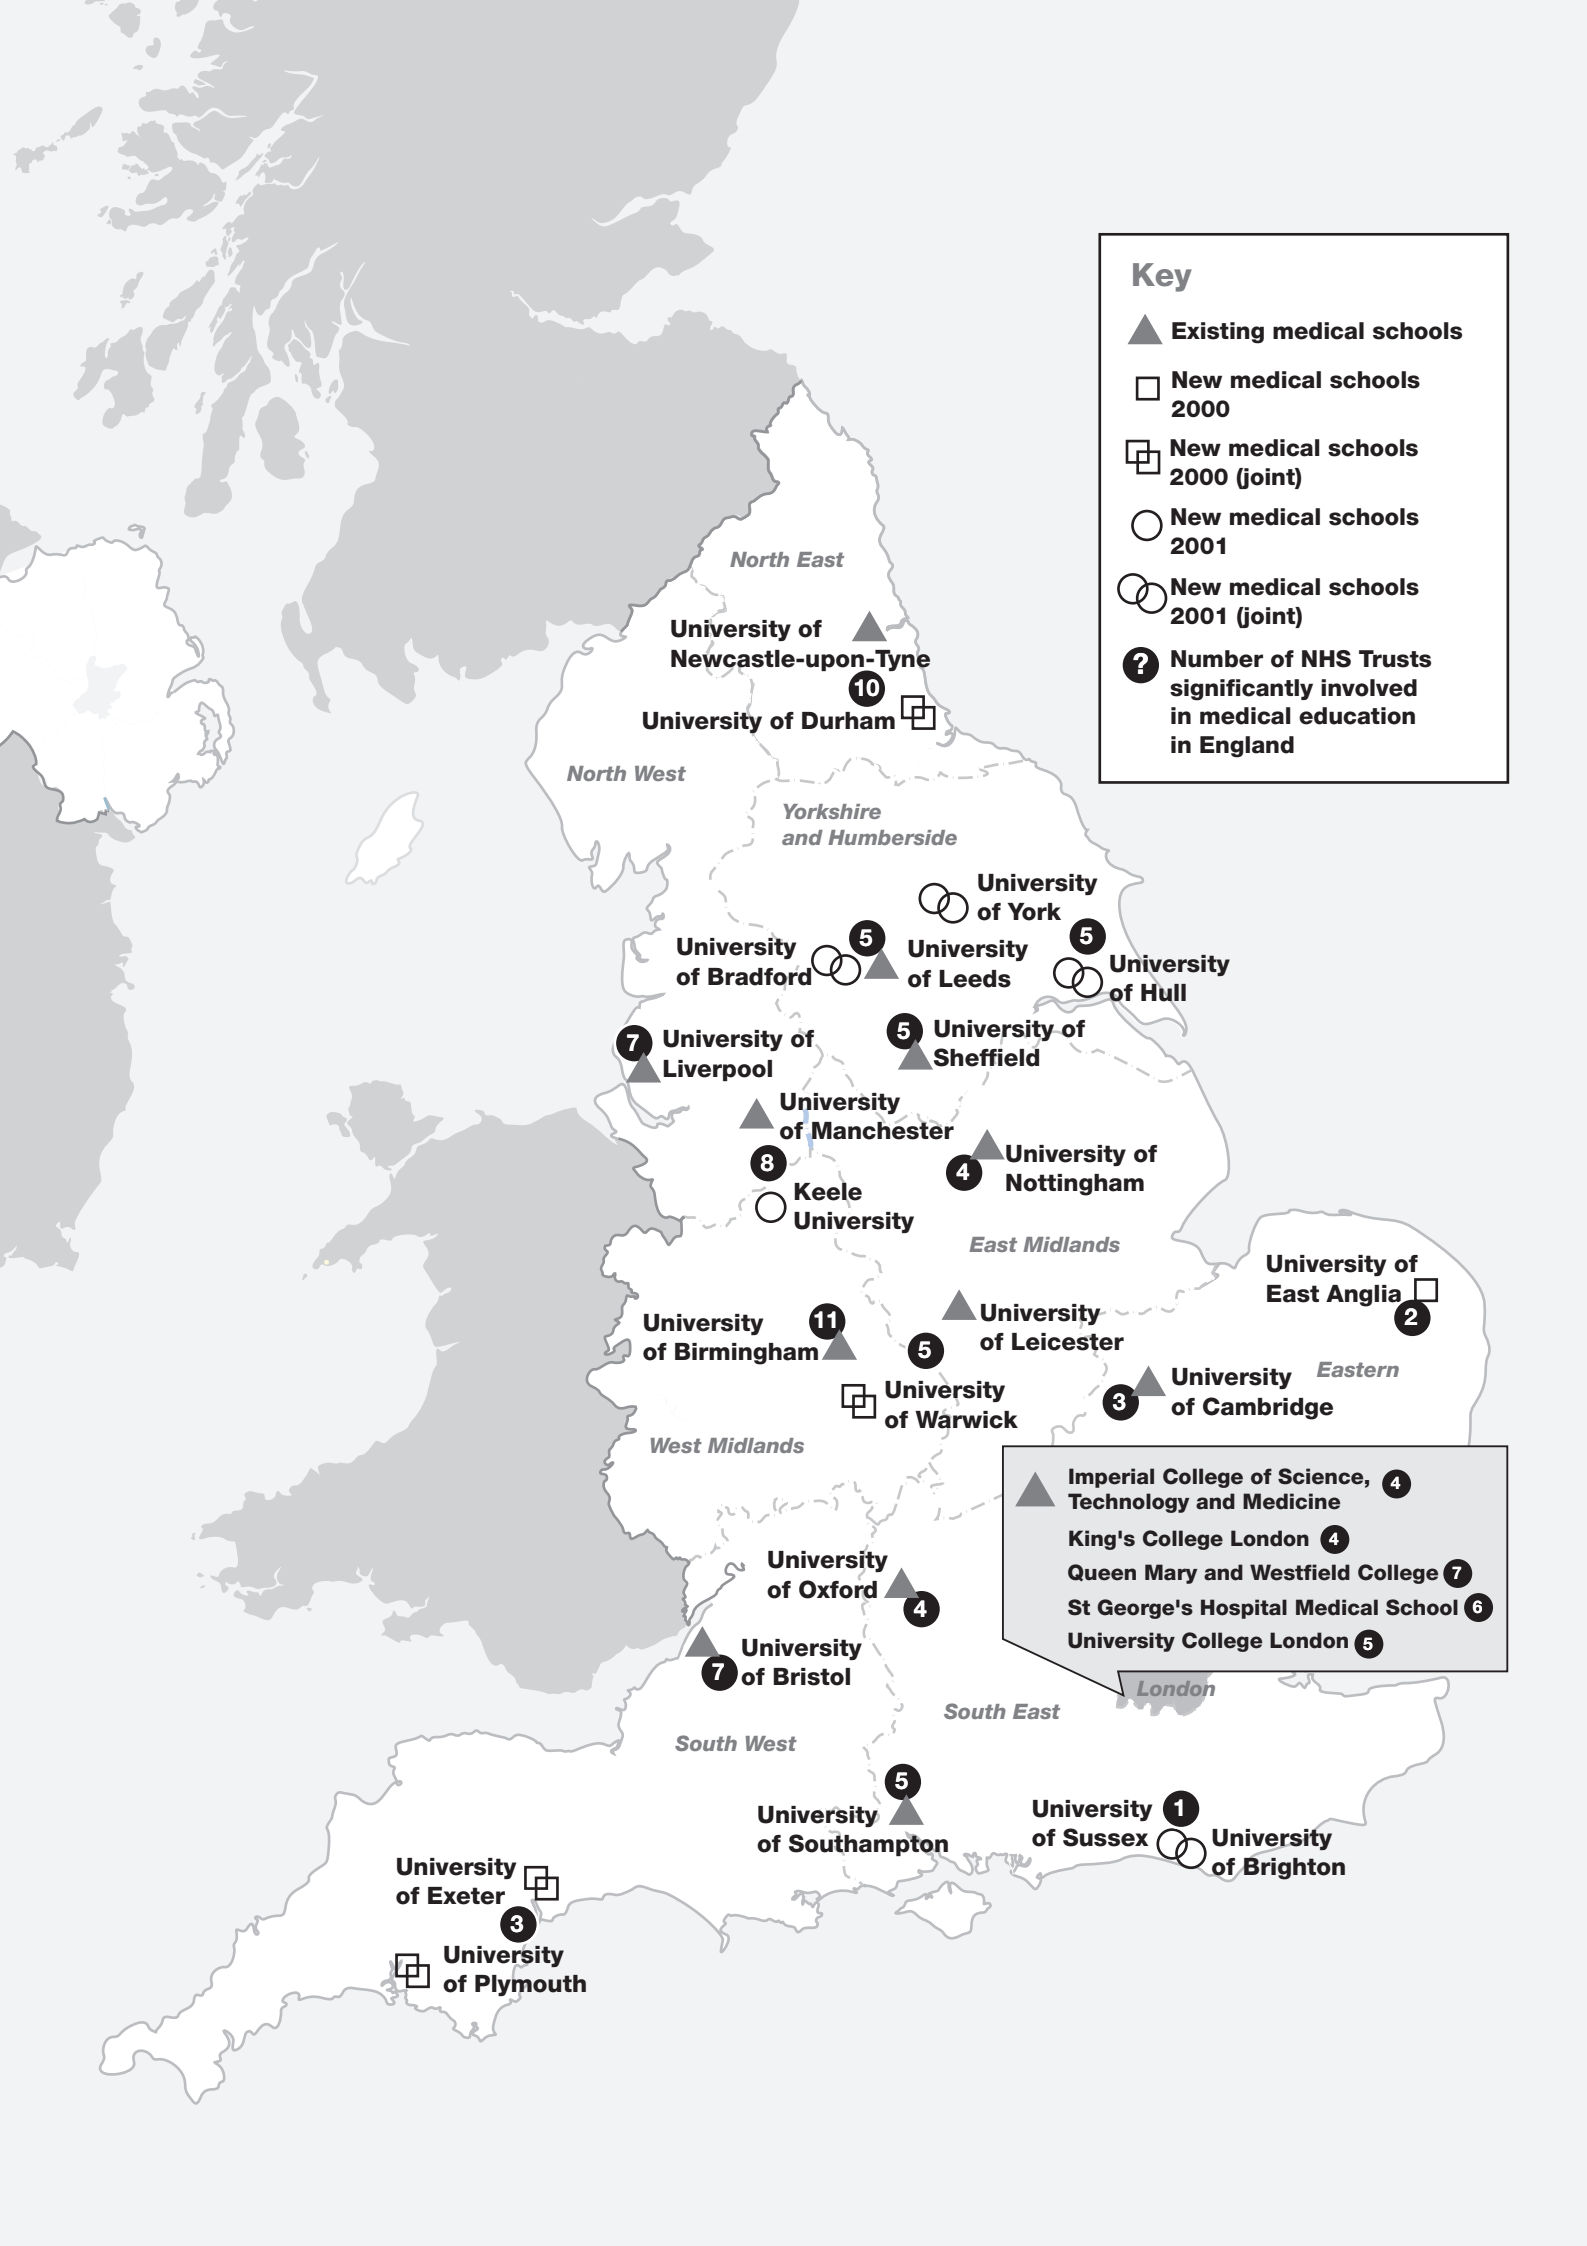 Key
Existing medical schools
New medical schools
2000
New medical schools
2000 (joint)
New medical schools
2001
New medical schools
2001 (joint)
?
Number of NHS Trusts
significantly involved
in medical education
in England
North East
University of
Newcastle-upon-Tyne
10
University of Durham
North West
Yorkshire
and Humberside
University
of York
University
of Bradford
5
University
of Leeds
5
University
of Hull
7
University of
Liverpool
5
University of
Sheffield
University
of Manchester
8
Keele
University
4
University of
Nottingham
East Midlands
University of
East Anglia
2
University
of Birmingham
11
University
of Leicester
5
University
of Warwick
Eastern
3
University
of Cambridge
West Midlands
Imperial College of Science, 4
Technology and Medicine
King's College London 4
Queen Mary and Westfield College 7
St George's Hospital Medical School 6
University College London 5
London
University
of Oxford
4
University
of Bristol
7
South East
South West
5
University
of Southampton
University
of Sussex
1
University
of Brighton
University
of Exeter
3
University
of Plymouth